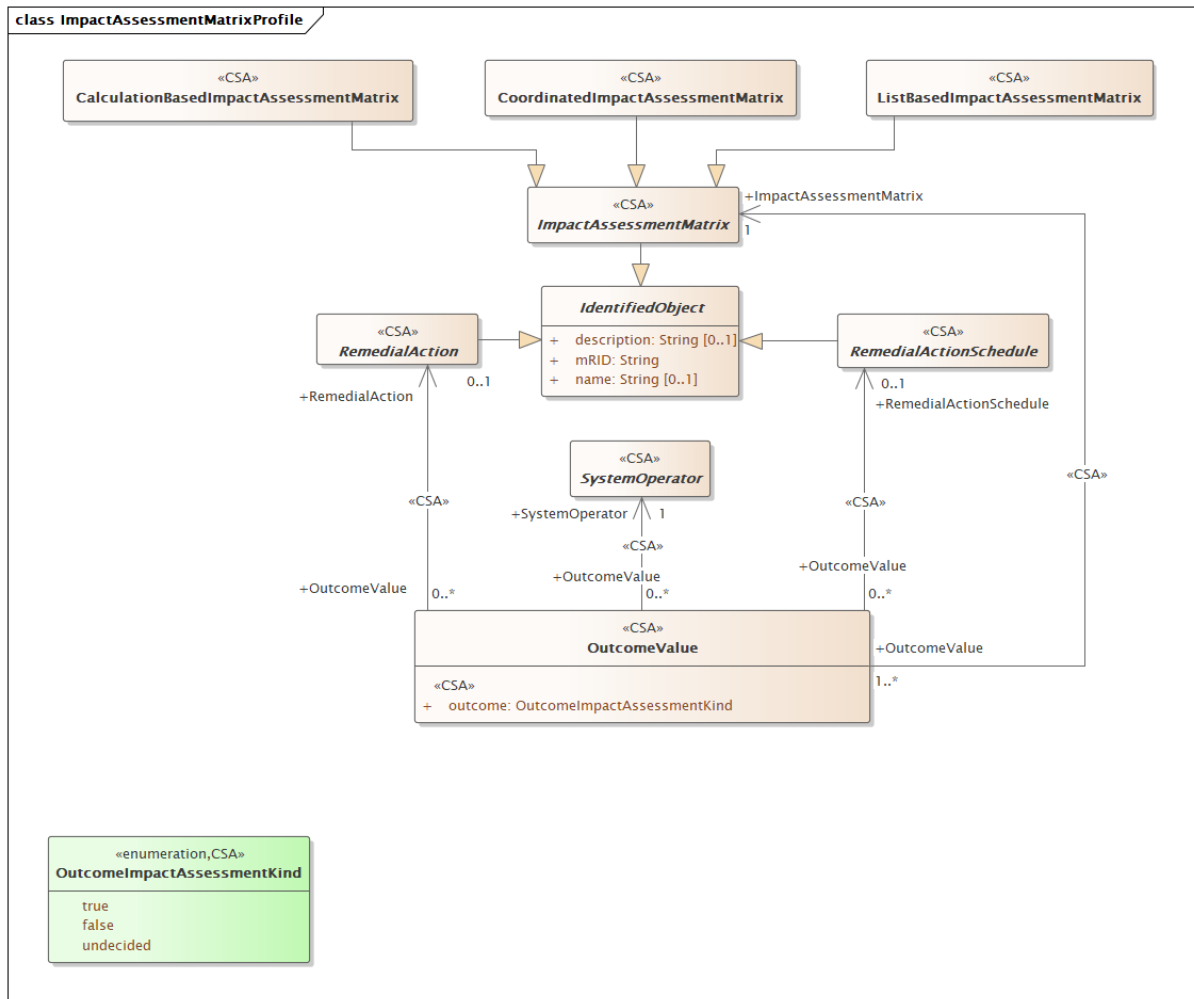 class ImpactAssessmentMatrixProfile
«CSA»
CalculationBasedImpactAssessmentMatrix
«CSA»
CoordinatedImpactAssessmentMatrix
«CSA»
ListBasedImpactAssessmentMatrix
«CSA»
ImpactAssessmentMatrix
+ImpactAssessmentMatrix
1
IdentifiedObject
+ description: String [0..1]
+ mRID: String
+ name: String [0..1]
«CSA»
RemedialAction
0..1
+RemedialAction
«CSA»
RemedialActionSchedule
0..1
+RemedialActionSchedule
«CSA»
SystemOperator
+SystemOperator 1
«CSA»
«CSA»
«CSA»
«CSA»
+OutcomeValue
0..*
+OutcomeValue
0..*
+OutcomeValue
0..*
«CSA»
OutcomeValue
«CSA»
+ outcome: OutcomeImpactAssessmentKind
+OutcomeValue
1..*
«enumeration,CSA»
OutcomeImpactAssessmentKind
true
false
undecided